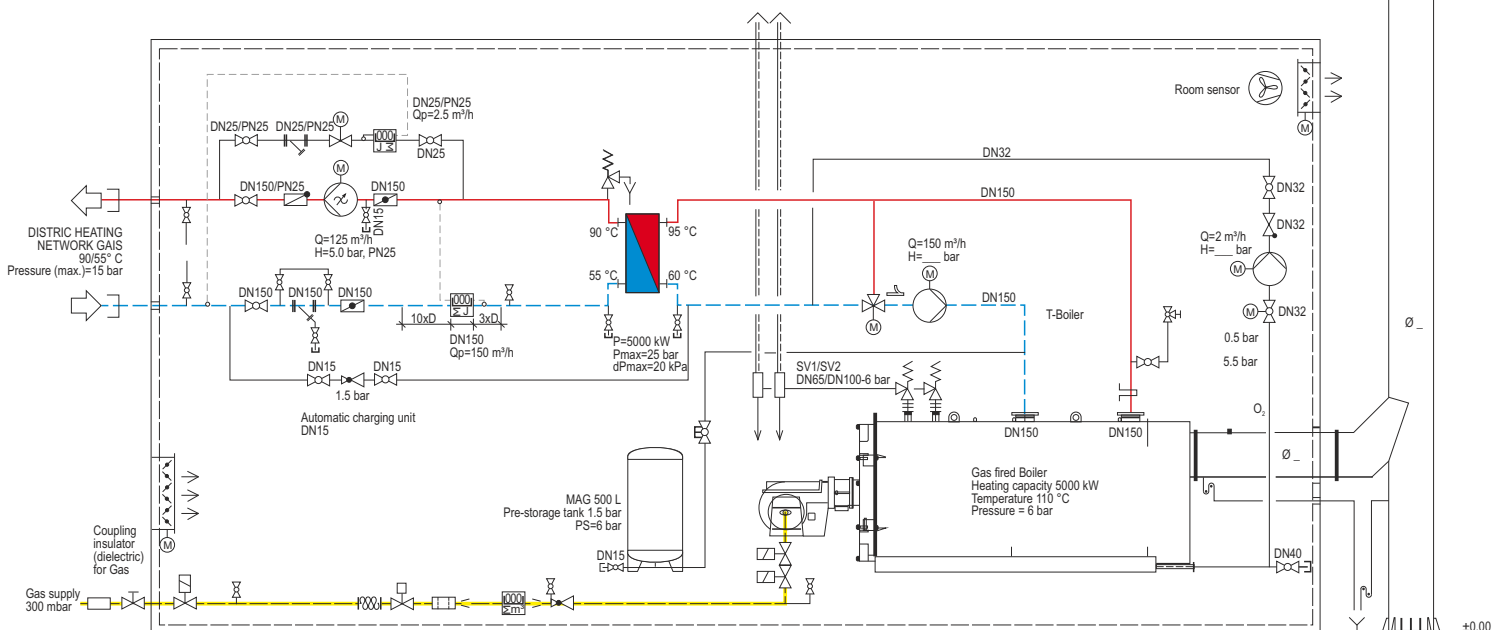 Room sensor
M
DN25/PN25
Qp=2.5 m³/h
DN25/PN25
DN25/PN25
M
000
J
Σ
DN25
DN32
DN32
DN32
DN150/PN25
M
DN150
DN15
DN150
DISTRIC HEATING
NETWORK GAIS
90/55° C
Pressure (max.)=15 bar
Q=125 m³/h
H=5.0 bar, PN25
90 °C
95 °C
55 °C
60 °C
Q=150 m³/h
H=___ bar
M
Q=2 m³/h
H=___ bar
M
DN150
DN150
DN150
000
Σ
J
10xD
3xD
DN150
Qp=150 m³/h
P=5000 kW
Pmax=25 bar
dPmax=20 kPa
M
DN150
T-Boiler
M
DN32
0.5 bar
5.5 bar
Ø _
DN15
DN15
1.5 bar
SV1/SV2
DN65/DN100-6 bar
Automatic charging unit
DN15
O₂
DN150
DN150
Ø _
Gas fired Boiler
Heating capacity 5000 kW
Temperature 110 °C
Pressure = 6 bar
MAG 500 L
Pre-storage tank 1.5 bar
PS=6 bar
DN15
Coupling
insulator
(dielectric)
for Gas
M
DN40
Gas supply
300 mbar
000
Σm³
±0.00